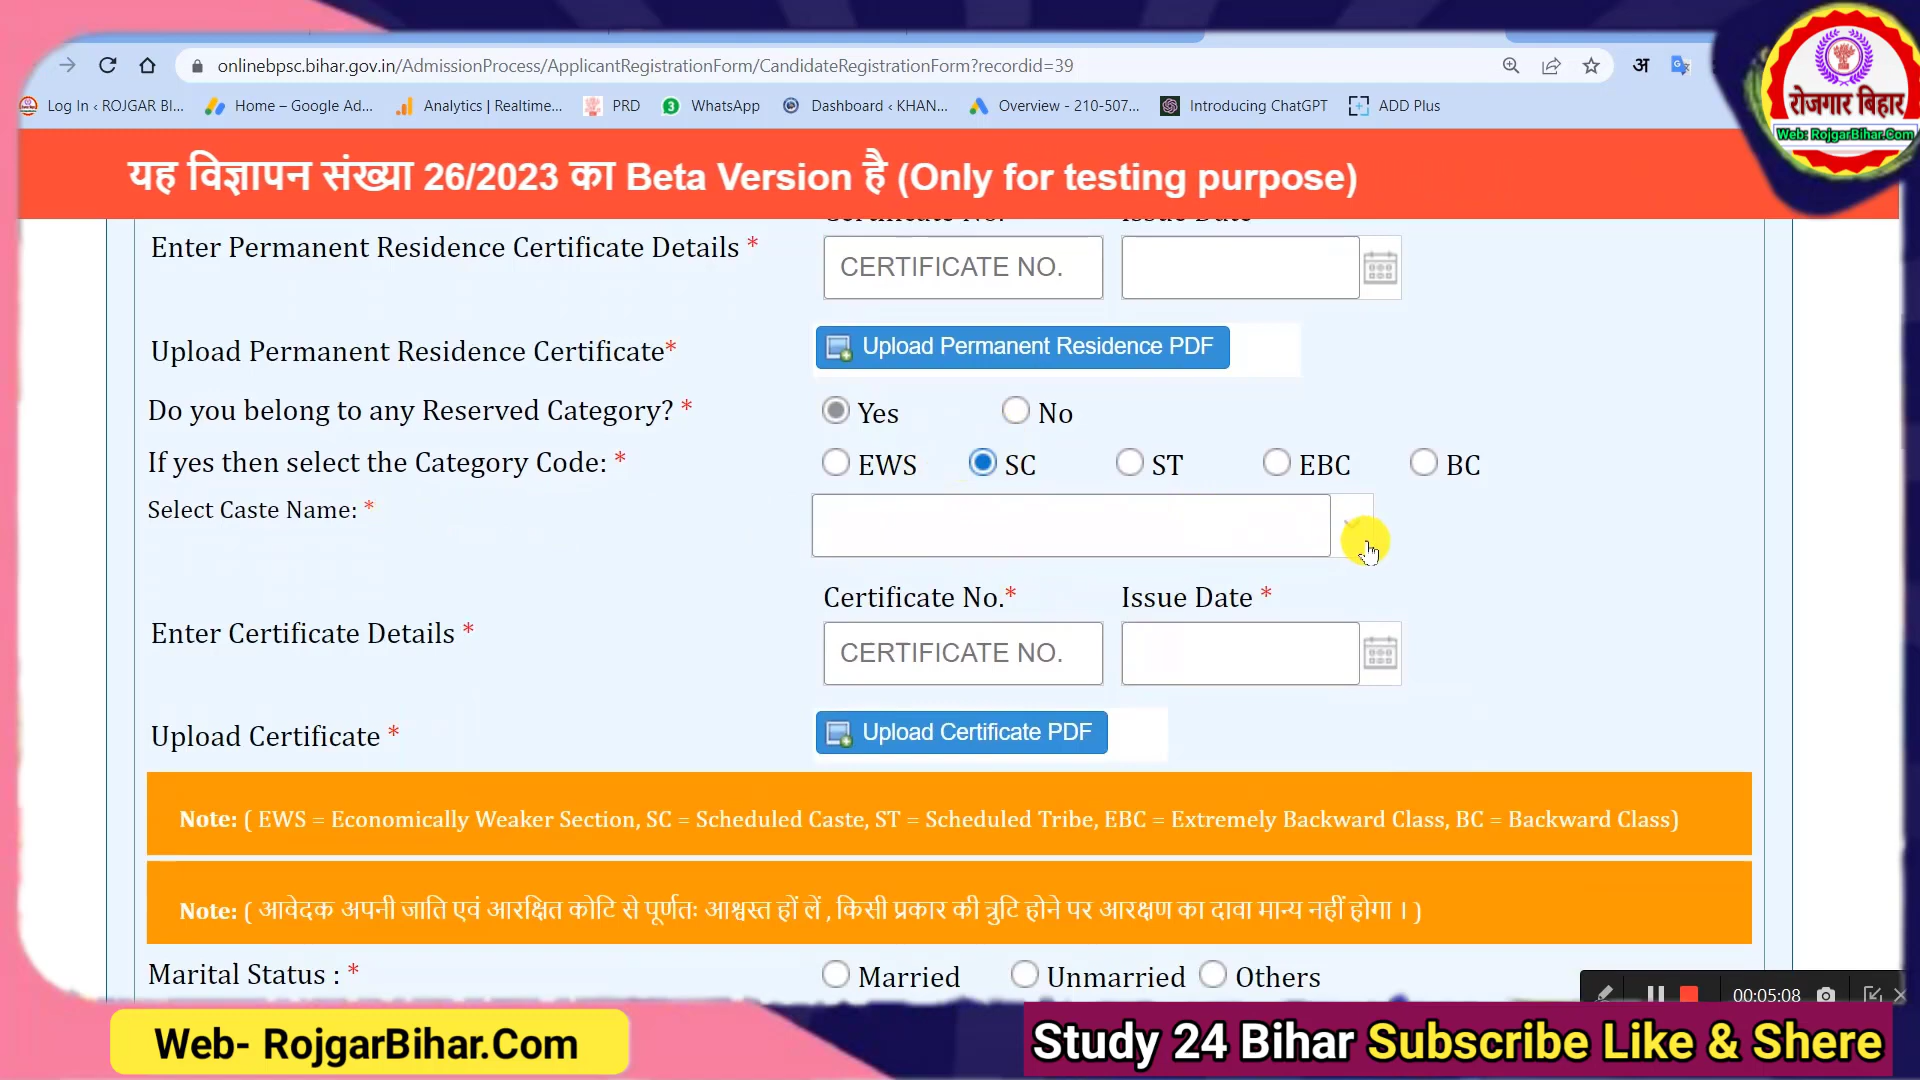 onlinebpsc.bihar.gov.in/AdmissionProcess/ApplicantRegistrationForm/CandidateRegistrationForm?recordid=39
अ
Log In ‹ ROJGAR BI... Home – Google Ad... Analytics | Realtime... PRD 3 WhatsApp Dashboard ‹ KHAN... Overview - 210-507... Introducing ChatGPT ADD Plus
रोजगार बिहार
Web: RojgarBihar.Com
यह विज्ञापन संख्या 26/2023 का Beta Version है (Only for testing purpose)
Certificate No. Issue Date
Enter Permanent Residence Certificate Details *
CERTIFICATE NO.
Upload Permanent Residence Certificate*
Upload Permanent Residence PDF
Do you belong to any Reserved Category? * Yes No
If yes then select the Category Code: * EWS SC ST EBC BC
Select Caste Name: *
Certificate No.* Issue Date *
Enter Certificate Details *
CERTIFICATE NO.
Upload Certificate * Upload Certificate PDF
Note: ( EWS = Economically Weaker Section, SC = Scheduled Caste, ST = Scheduled Tribe, EBC = Extremely Backward Class, BC = Backward Class)
Note: ( आवेदक अपनी जाति एवं आरक्षित कोटि से पूर्णतः आश्वस्त हों लें , किसी प्रकार की त्रुटि होने पर आरक्षण का दावा मान्य नहीं होगा । )
Marital Status : * Married Unmarried Others
00:05:08
Web- RojgarBihar.Com
Study 24 Bihar Subscribe Like & Shere